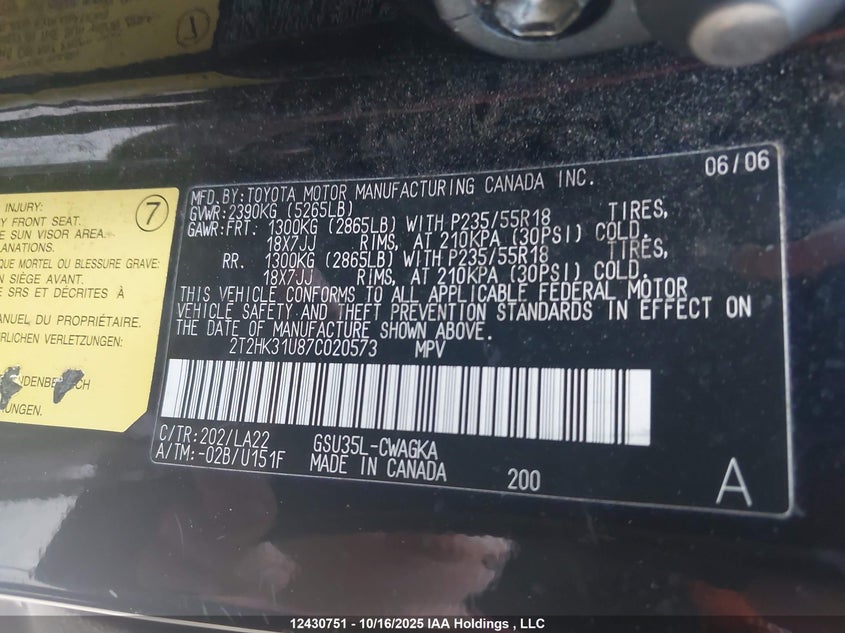 INJURY:
FRONT SEAT.
SUN VISOR AREA.
7
QUE MORTEL OU BLESSURE GRAVE:
SIÈGE AVANT.
SRS ET DÉCRITES À
MANUEL DU PROPRIÉTAIRE.
VERLETZUNGEN:
06/06
MFD.BY:TOYOTA MOTOR MANUFACTURING CANADA INC.
GVWR:2390KG (5265LB)
GAWR:FRT. 1300KG (2865LB) WITH P235/55R18 TIRES,
18X7JJ RIMS, AT 210KPA (30PSI) COLD.
RR. 1300KG (2865LB) WITH P235/55R18 TIRES,
18X7JJ RIMS, AT 210KPA (30PSI) COLD.
THIS VEHICLE CONFORMS TO ALL APPLICABLE FEDERAL MOTOR
VEHICLE SAFETY AND THEFT PREVENTION STANDARDS IN EFFECT ON
THE DATE OF MANUFACTURE SHOWN ABOVE.
2T2HK31U87C020573 MPV
C/TR:202/LA22 GSU35L-CWAGKA
A/TM:-02B/U151F MADE IN CANADA 200 A
12430751 - 10/16/2025 IAA Holdings , LLC